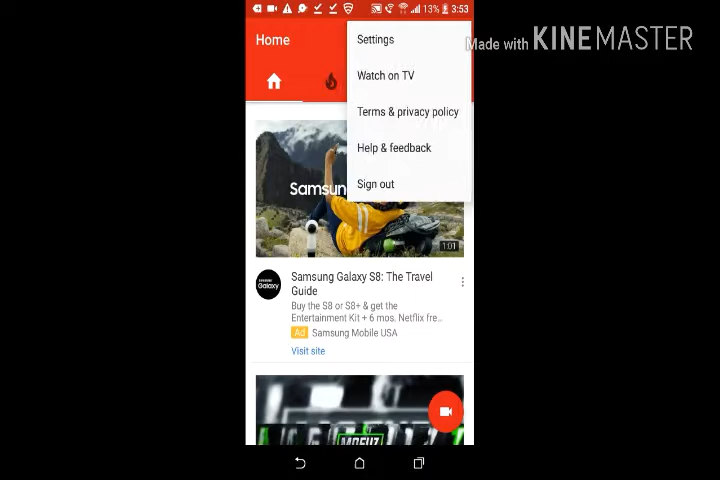 13% 3:53
Home
Settings
Watch on TV
Terms & privacy policy
Help & feedback
Sign out
Made with KINEMASTER
Samsun
1:01
SAMSUNG
Galaxy
Samsung Galaxy S8: The Travel
Guide
Buy the S8 or S8+ & get the
Entertainment Kit + 6 mos. Netflix fre...
Ad Samsung Mobile USA
Visit site